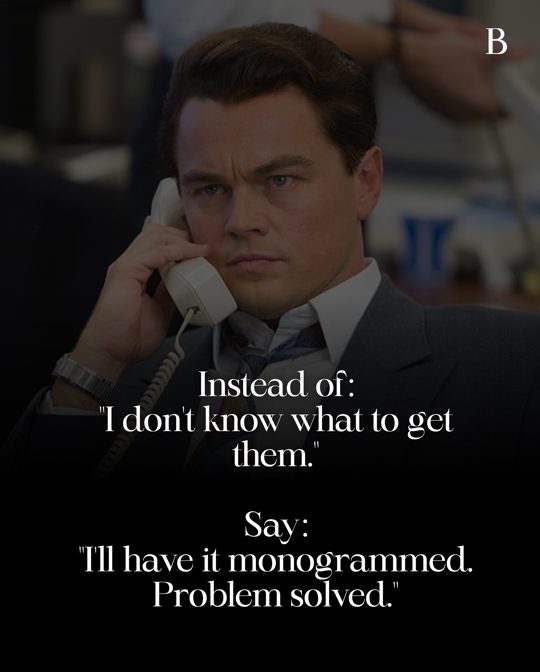 B
Instead of:
"I don't know what to get
them."
Say:
"I'll have it monogrammed.
Problem solved."